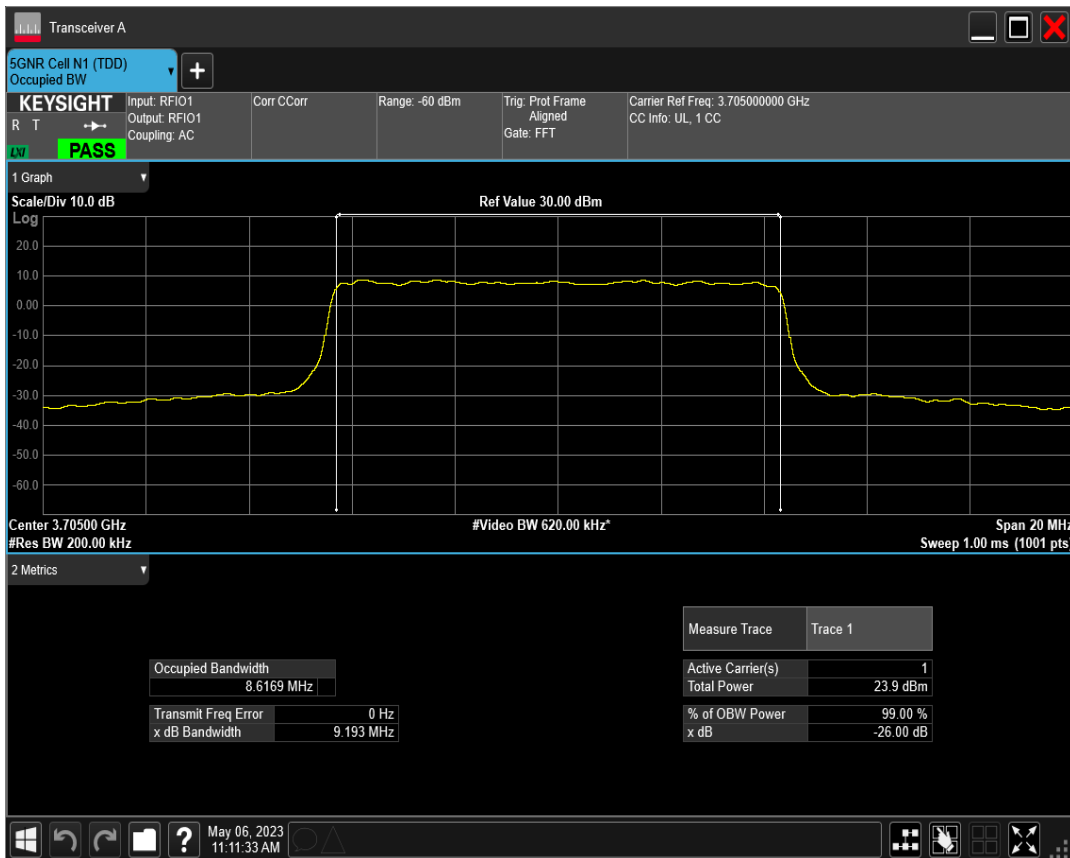 Transceiver A
5GNR Cell N1 (TDD)
Occupied BW
+
KEYSIGHT
R T
LXI
PASS
Input: RFIO1
Output: RFIO1
Coupling: AC
Corr CCorr
Range: -60 dBm
Trig: Prot Frame
Aligned
Gate: FFT
Carrier Ref Freq: 3.705000000 GHz
CC Info: UL, 1 CC
1 Graph
Scale/Div 10.0 dB
Ref Value 30.00 dBm
Log
20.0
10.0
0.00
-10.0
-20.0
-30.0
-40.0
-50.0
-60.0
Center 3.70500 GHz
#Video BW 620.00 kHz*
Span 20 MHz
#Res BW 200.00 kHz
Sweep 1.00 ms (1001 pts)
2 Metrics
Measure Trace Trace 1
Occupied Bandwidth
8.6169 MHz
Active Carrier(s) 1
Total Power 23.9 dBm
Transmit Freq Error 0 Hz
x dB Bandwidth 9.193 MHz
% of OBW Power 99.00 %
x dB -26.00 dB
?
May 06, 2023
11:11:33 AM